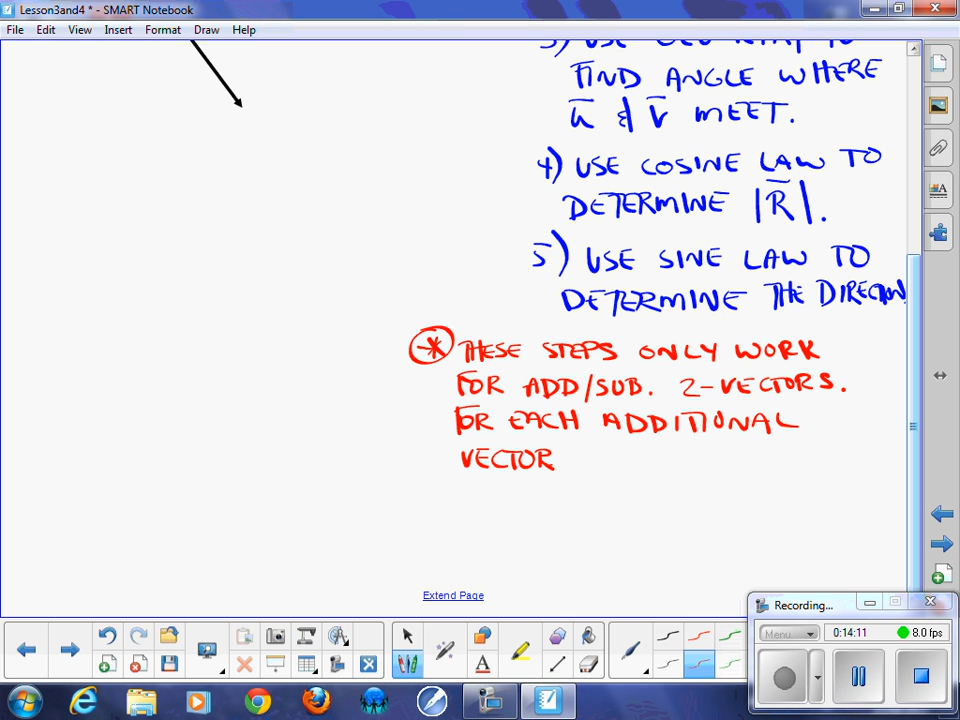 Lesson3and4 * - SMART Notebook
File Edit View Insert Format Draw Help
FIND ANGLE WHERE
u & v MEET.
4) USE COSINE LAW TO
DETERMINE |R|.
5) USE SINE LAW TO
DETERMINE THE DIRECTION.
* THESE STEPS ONLY WORK
FOR ADD/SUB. 2-VECTORS.
FOR EACH ADDITIONAL
VECTOR
Extend Page
Recording...
Menu 0:14:11 8.0 fps